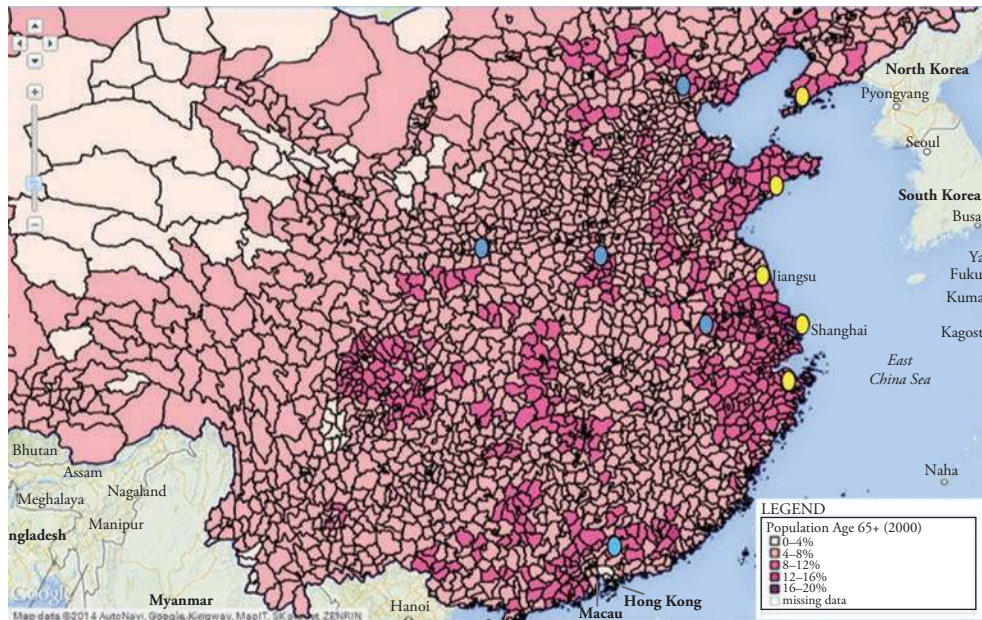 North Korea
Pyongyang
Seoul
South Korea
Busa
Ya
Fuku
Kuma
Jiangsu
Shanghai
Kagosh
East
China Sea
Naha
Bhutan
Assam
Meghalaya
Nagaland
Manipur
ngladesh
Myanmar
Hanoi
Macau
Hong Kong
LEGEND
Population Age 65+ (2000)
0–4%
4–8%
8–12%
12–16%
16–20%
missing data
Google
Map data ©2014 AutoNavi, Google, Kingway, MapIT, SK planet, ZENRIN